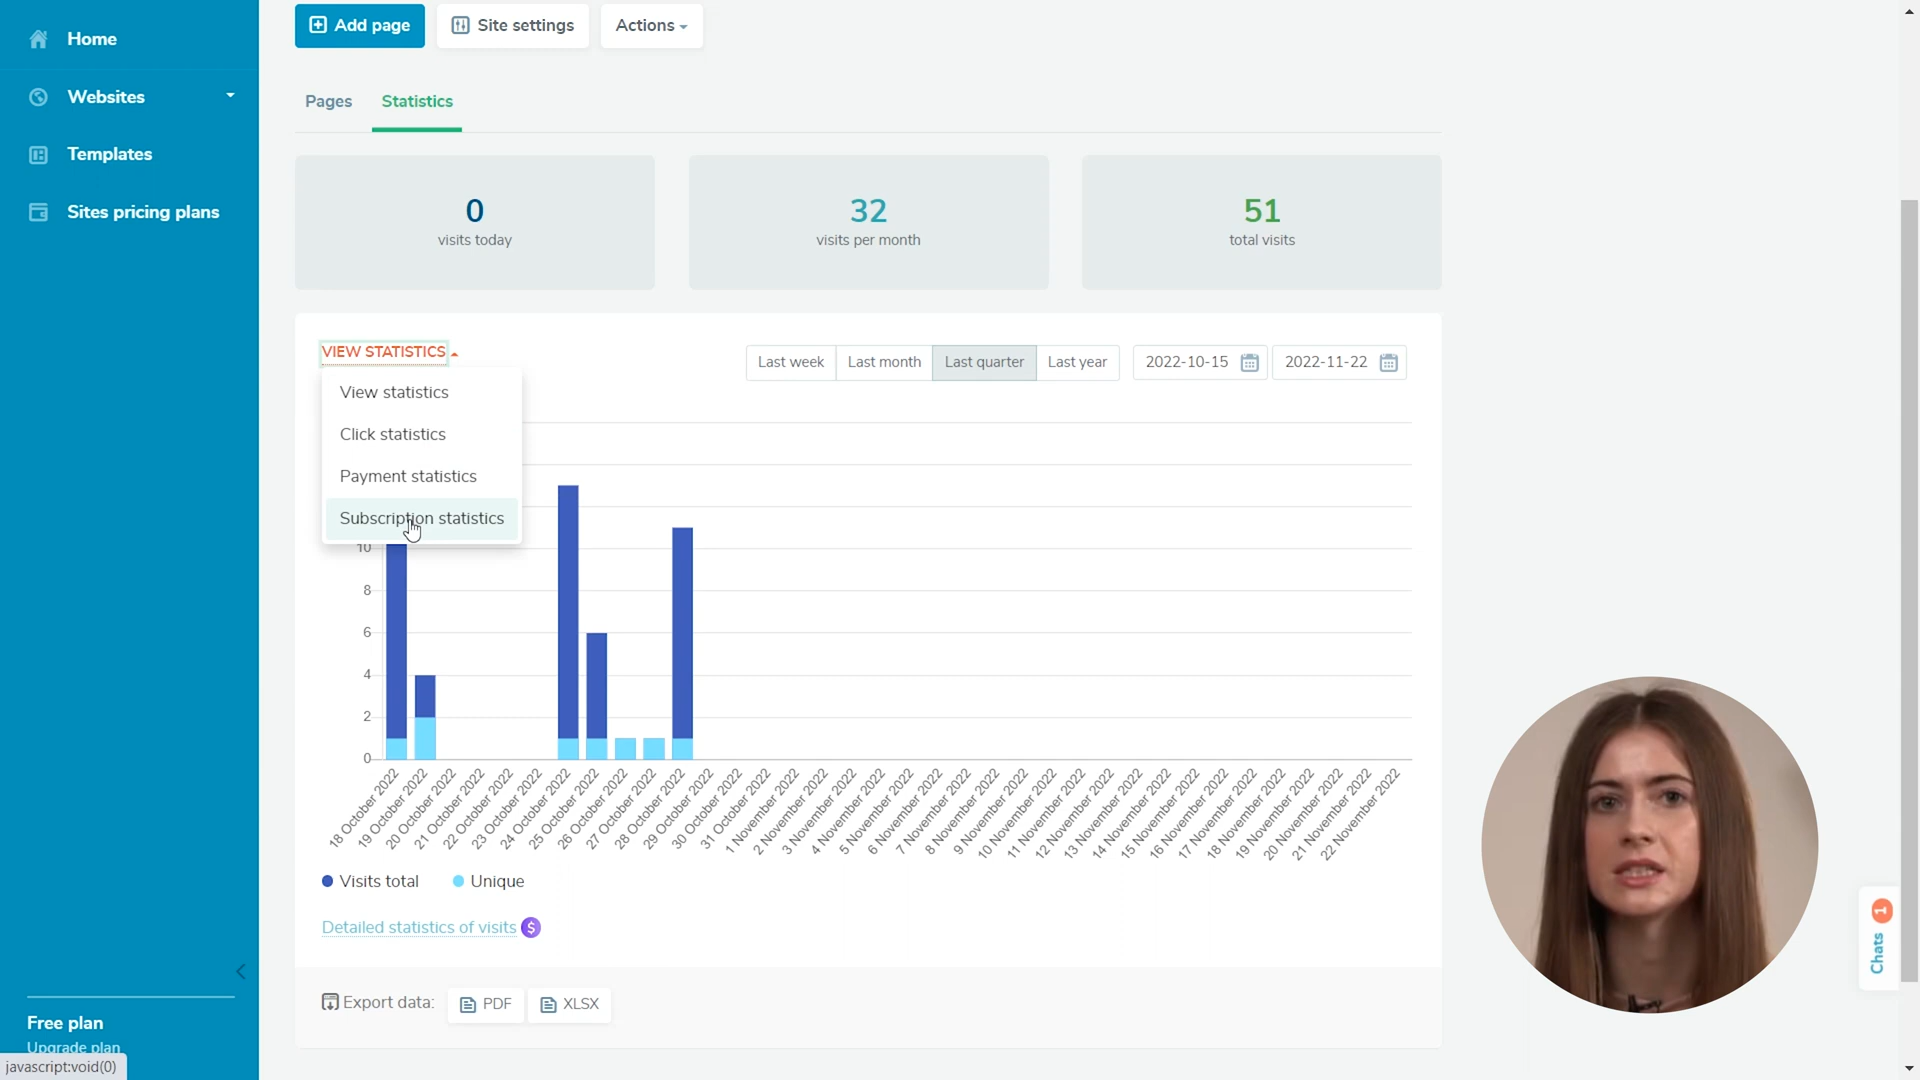 Home
Websites
Templates
Sites pricing plans
Add page
Site settings
Actions
Pages
Statistics
0
visits today
32
visits per month
51
total visits
VIEW STATISTICS
Last week
Last month
Last quarter
Last year
2022-10-15
2022-11-22
View statistics
Click statistics
Payment statistics
Subscription statistics
10
8
6
4
2
0
18 October 2022
19 October 2022
20 October 2022
21 October 2022
22 October 2022
23 October 2022
24 October 2022
25 October 2022
26 October 2022
27 October 2022
28 October 2022
29 October 2022
30 October 2022
31 October 2022
1 November 2022
2 November 2022
3 November 2022
4 November 2022
5 November 2022
6 November 2022
7 November 2022
8 November 2022
9 November 2022
10 November 2022
11 November 2022
12 November 2022
13 November 2022
14 November 2022
15 November 2022
16 November 2022
17 November 2022
18 November 2022
19 November 2022
20 November 2022
21 November 2022
22 November 2022
Visits total
Unique
Detailed statistics of visits $
Export data:
PDF
XLSX
Free plan
Upgrade plan
javascript:void(0)
Chats 1